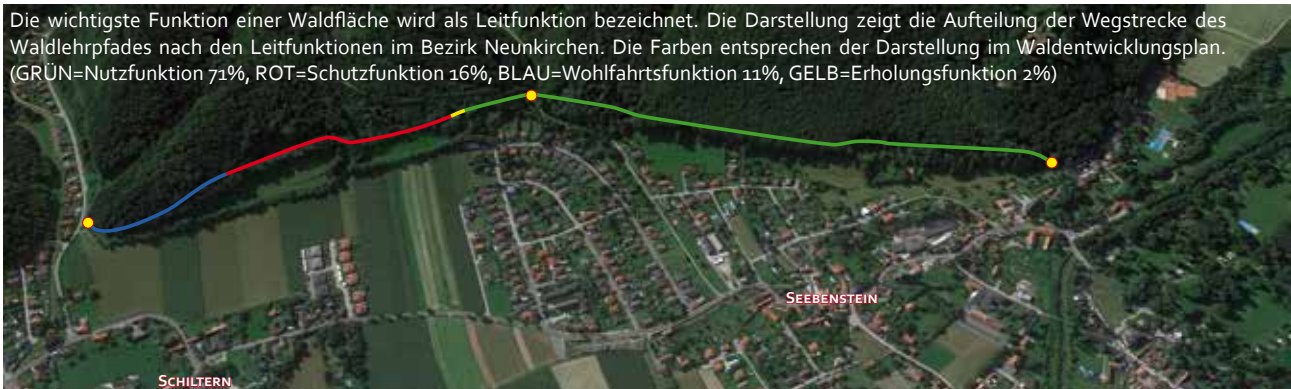 Die wichtigste Funktion einer Waldfläche wird als Leitfunktion bezeichnet. Die Darstellung zeigt die Aufteilung der Wegstrecke des
Waldlehrpfades nach den Leitfunktionen im Bezirk Neunkirchen. Die Farben entsprechen der Darstellung im Waldentwicklungsplan.
(GRÜN=Nutzfunktion 71%, ROT=Schutzfunktion 16%, BLAU=Wohlfahrtsfunktion 11%, GELB=Erholungsfunktion 2%)
SEEBENSTEIN
SCHILTERN